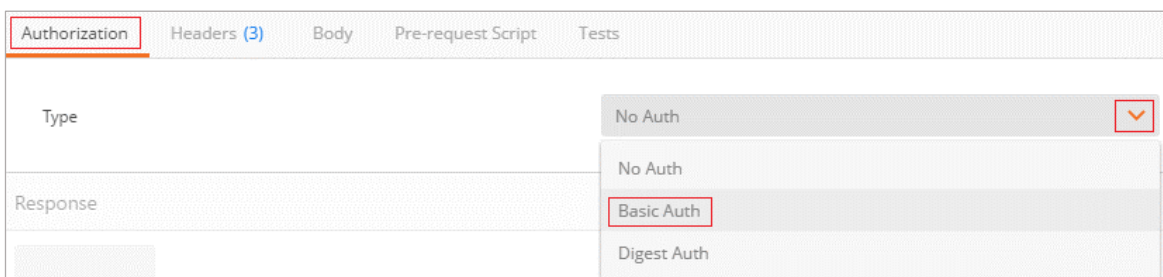 Authorization Headers (3) Body Pre-request Script Tests
Type No Auth
No Auth
Response Basic Auth
Digest Auth